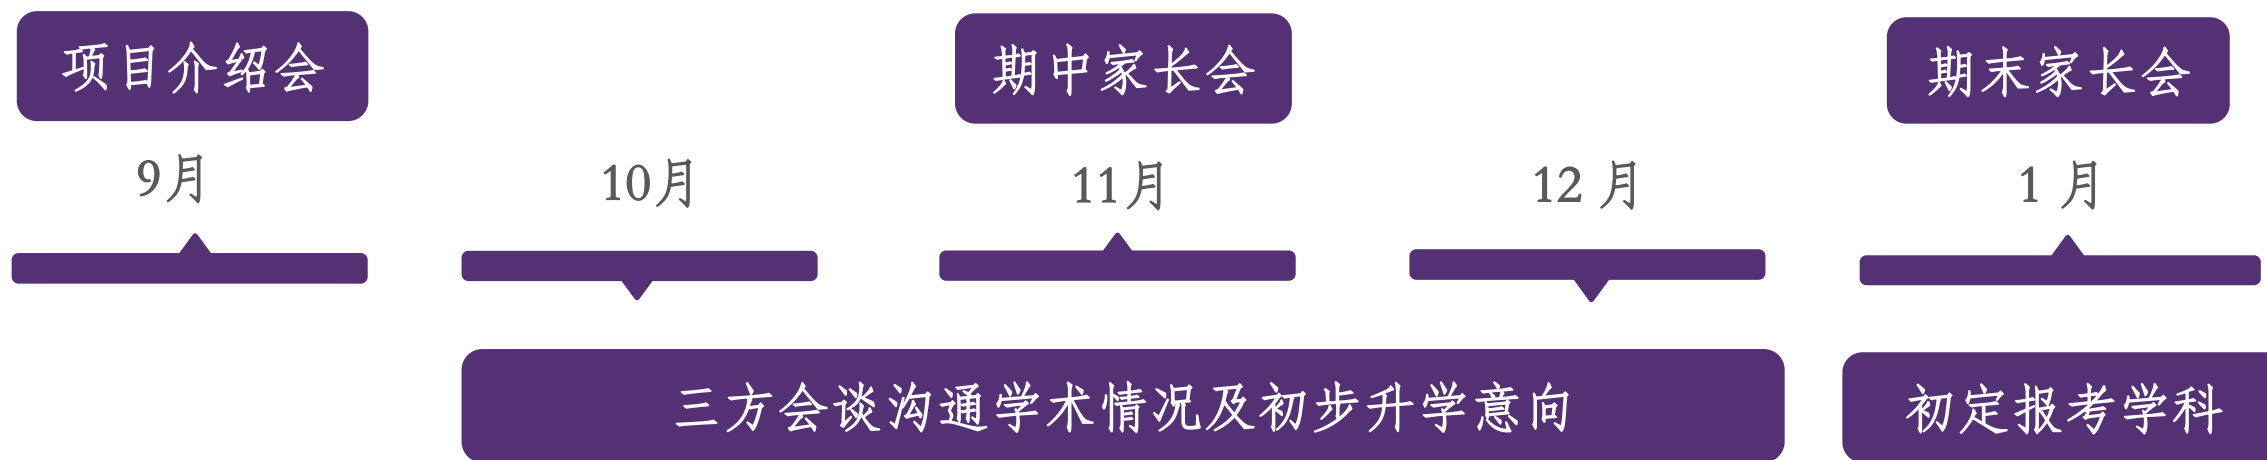 项目介绍会
期中家长会
期末家长会
9月
10月
11月
12 月
1 月
三方会谈沟通学术情况及初步升学意向
初定报考学科